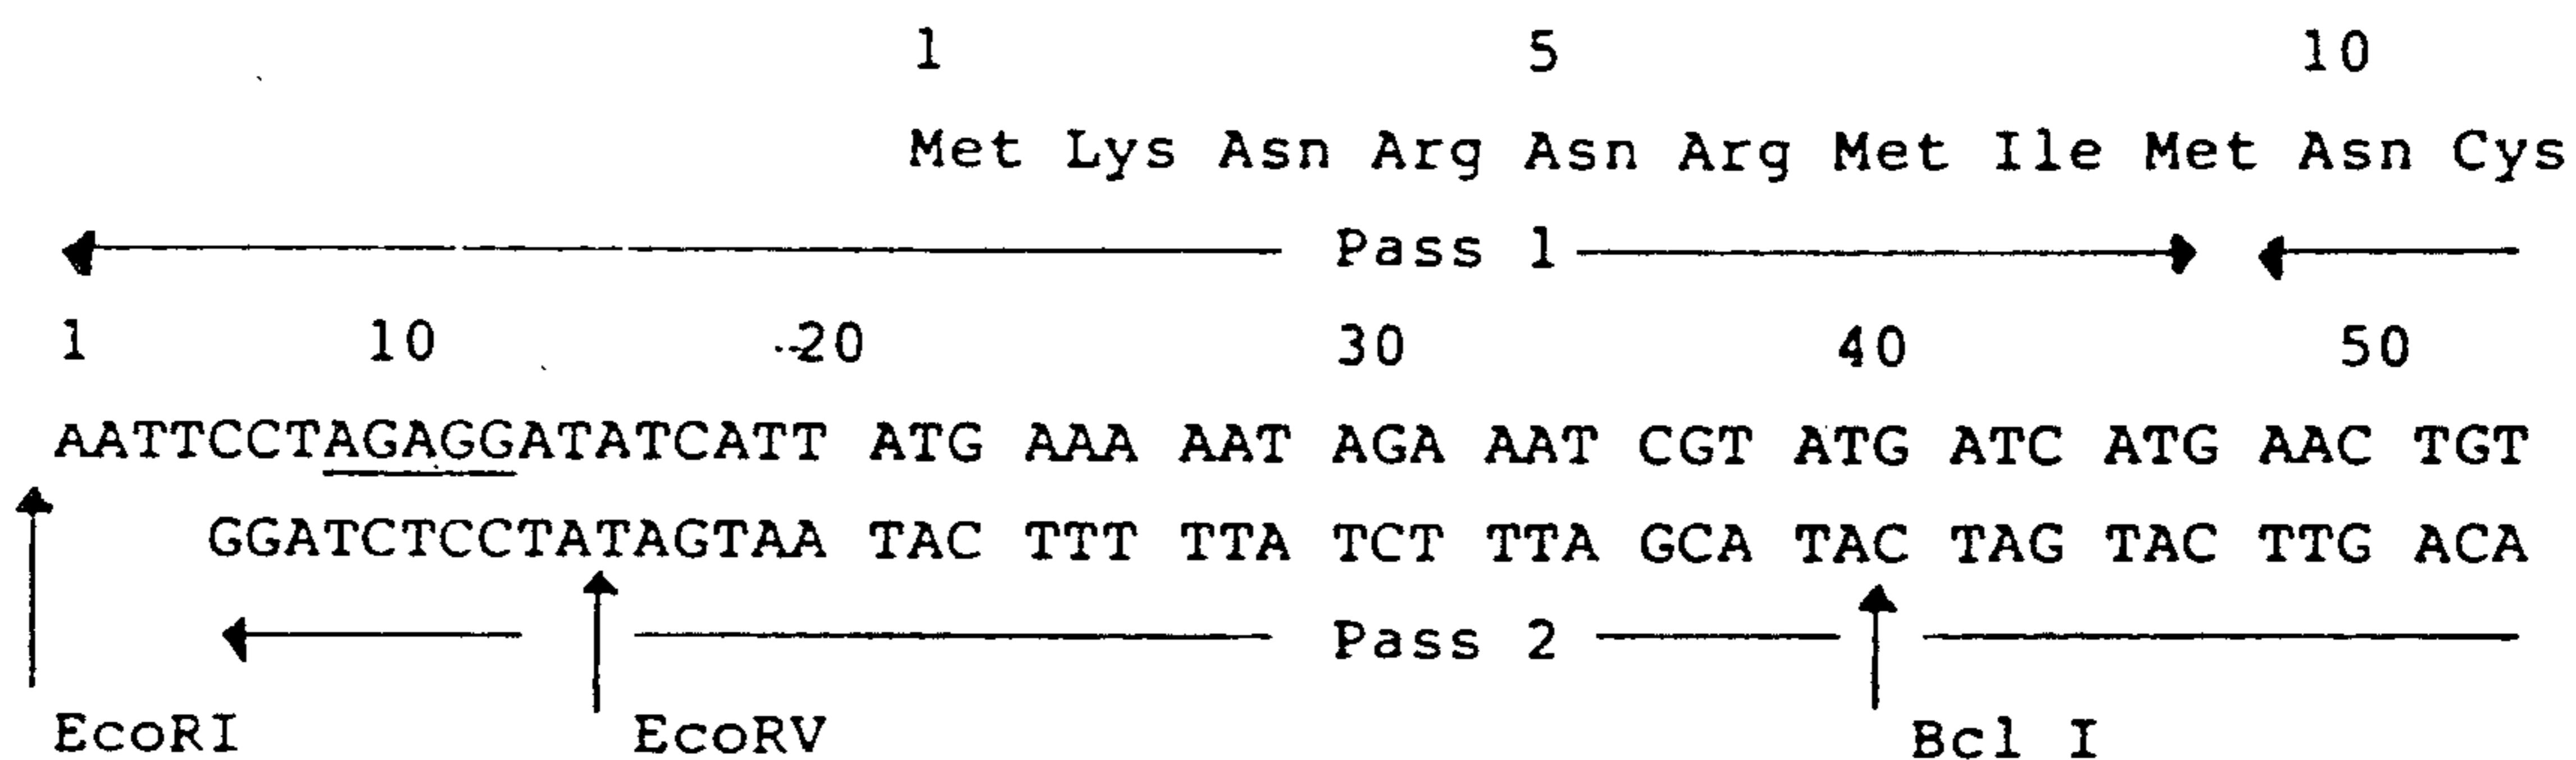 1 5 10
Met Lys Asn Arg Asn Arg Met Ile Met Asn Cys
Pass 1
1 10 20 30 40 50
AATTCCTAGAGGATATCATT ATG AAA AAT AGA AAT CGT ATG ATC ATG AAC TGT
GGATCTCCTATAGTAA TAC TTT TTA TCT TTA GCA TAC TAG TAC TTG ACA
Pass 2
EcoRI EcoRV Bcl I